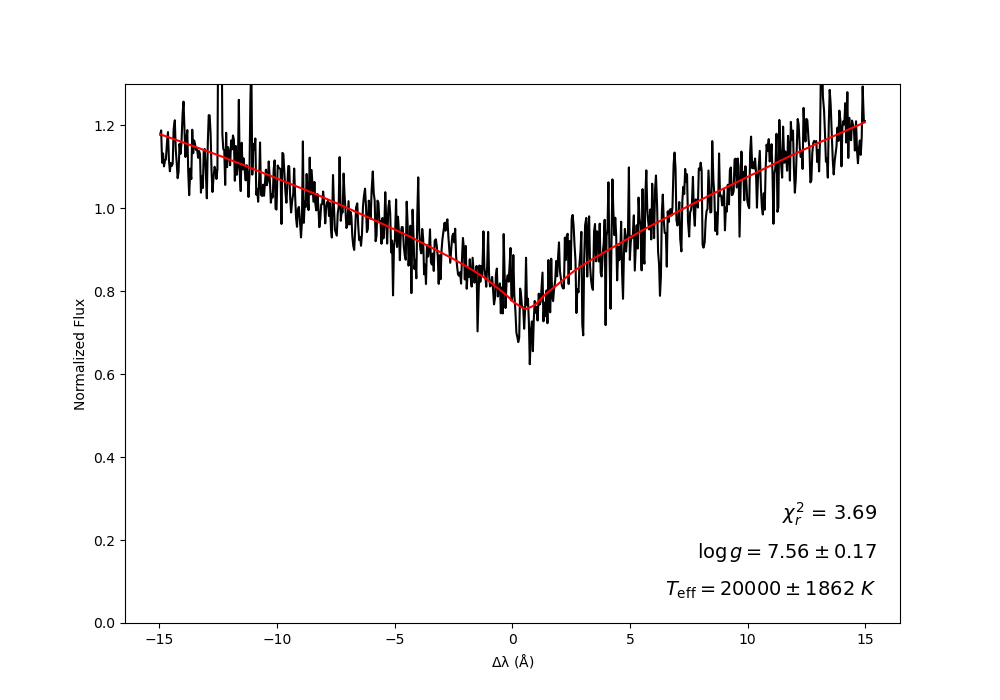 1.2
1.0
0.8
0.6
0.4
0.2
0.0
Normalized Flux
χ²ᵣ = 3.69
log g = 7.56 ± 0.17
T_eff = 20000 ± 1862 K
−15 −10 −5 0 5 10 15
Δλ (Å)